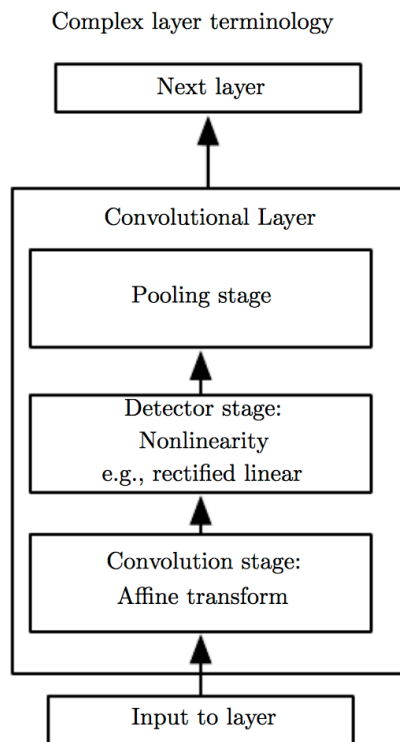 Complex layer terminology
Next layer
Convolutional Layer
Pooling stage
Detector stage:
Nonlinearity
e.g., rectified linear
Convolution stage:
Affine transform
Input to layer